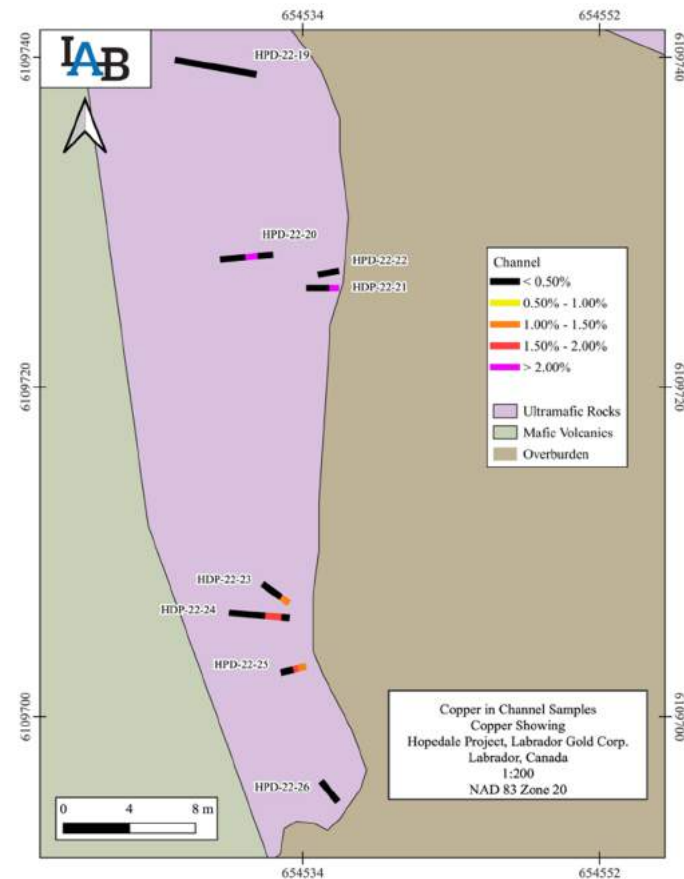 654534
654552
6109740
6109740
LAB
HPD-22-19
HPD-22-20
HPD-22-22
HDP-22-21
Channel
< 0.50%
0.50% - 1.00%
1.00% - 1.50%
1.50% - 2.00%
> 2.00%
Ultramafic Rocks
Mafic Volcanics
Overburden
6109720
6109720
HDP-22-23
HDP-22-24
HPD-22-25
6109700
6109700
Copper in Channel Samples
Copper Showing
Hopedale Project, Labrador Gold Corp.
Labrador, Canada
1:200
NAD 83 Zone 20
HPD-22-26
0 4 8 m
654534
654552